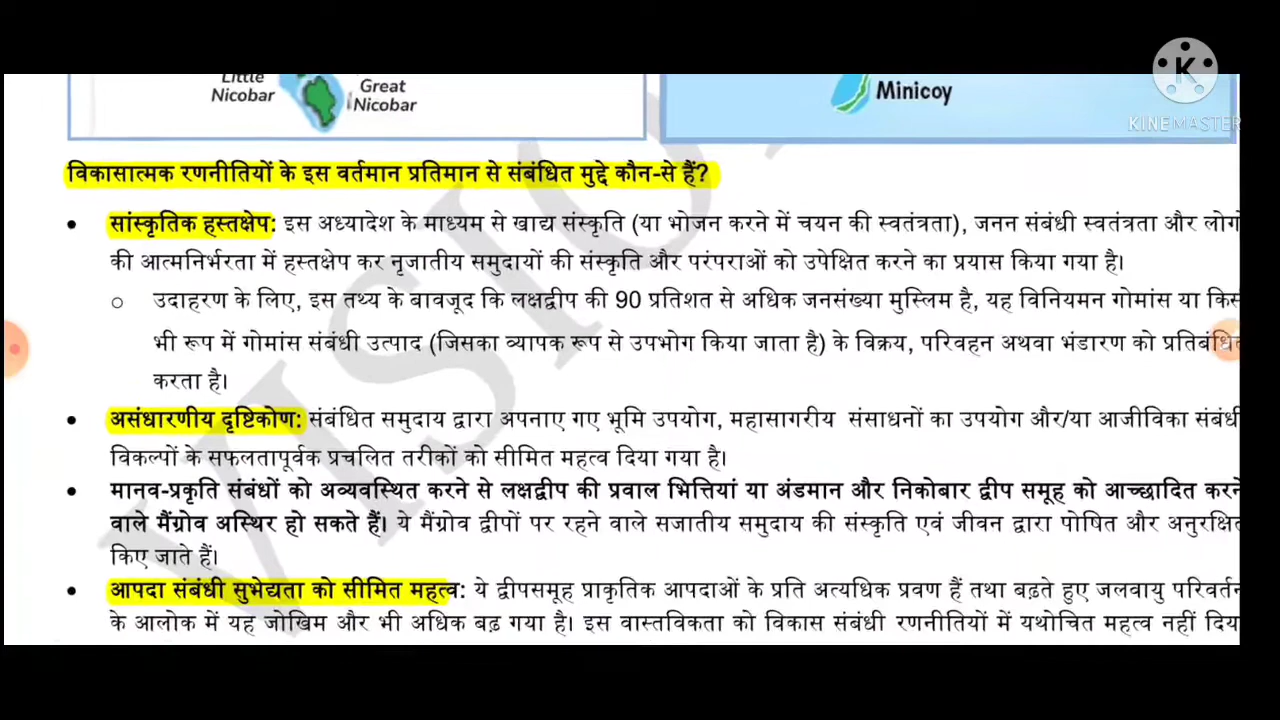 Little
Nicobar
Great
Nicobar
Minicoy
K
KINEMASTER
विकासात्मक रणनीतियों के इस वर्तमान प्रतिमान से संबंधित मुद्दे कौन-से हैं?
• सांस्कृतिक हस्तक्षेप: इस अध्यादेश के माध्यम से खाद्य संस्कृति (या भोजन करने में चयन की स्वतंत्रता), जनन संबंधी स्वतंत्रता और लोगों
की आत्मनिर्भरता में हस्तक्षेप कर नृजातीय समुदायों की संस्कृति और परंपराओं को उपेक्षित करने का प्रयास किया गया है।
o उदाहरण के लिए, इस तथ्य के बावजूद कि लक्षद्वीप की 90 प्रतिशत से अधिक जनसंख्या मुस्लिम है, यह विनियमन गोमांस या
भी रूप में गोमांस संबंधी उत्पाद (जिसका व्यापक रूप से उपभोग किया जाता है) के विक्रय, परिवहन अथवा भंडारण को प्रतिबंधित
करता है।
• असंधारणीय दृष्टिकोण: संबंधित समुदाय द्वारा अपनाए गए भूमि उपयोग, महासागरीय संसाधनों का उपयोग और/या आजीविका संबंधी
विकल्पों के सफलतापूर्वक प्रचलित तरीकों को सीमित महत्व दिया गया है।
• मानव-प्रकृति संबंधों को अव्यवस्थित करने से लक्षद्वीप की प्रवाल भित्तियां या अंडमान और निकोबार द्वीप समूह को आच्छादित करने
वाले मैंग्रोव अस्थिर हो सकते हैं। ये मैंग्रोव द्वीपों पर रहने वाले सजातीय समुदाय की संस्कृति एवं जीवन द्वारा पोषित और अनुरक्षित
किए जाते हैं।
• आपदा संबंधी सुभेद्यता को सीमित महत्व: ये द्वीपसमूह प्राकृतिक आपदाओं के प्रति अत्यधिक प्रवण हैं तथा बढ़ते हुए जलवायु परिवर्तन
के आलोक में यह जोखिम और भी अधिक बढ़ गया है। इस वास्तविकता को विकास संबंधी रणनीतियों में यथोचित महत्व नहीं दिय
VISION